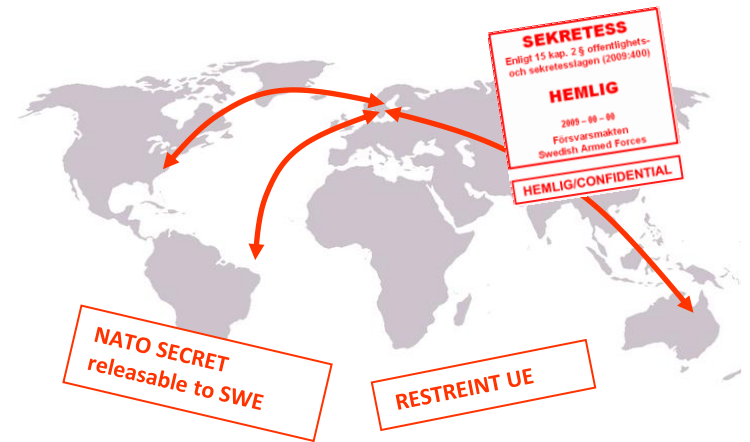 SEKRETESS
Enligt 15 kap. 2 § offentlighets-
och sekretesslagen (2009:400)
HEMLIG
2009 – 00 – 00
Försvarsmakten
Swedish Armed Forces
HEMLIG/CONFIDENTIAL
NATO SECRET
releasable to SWE
RESTREINT UE